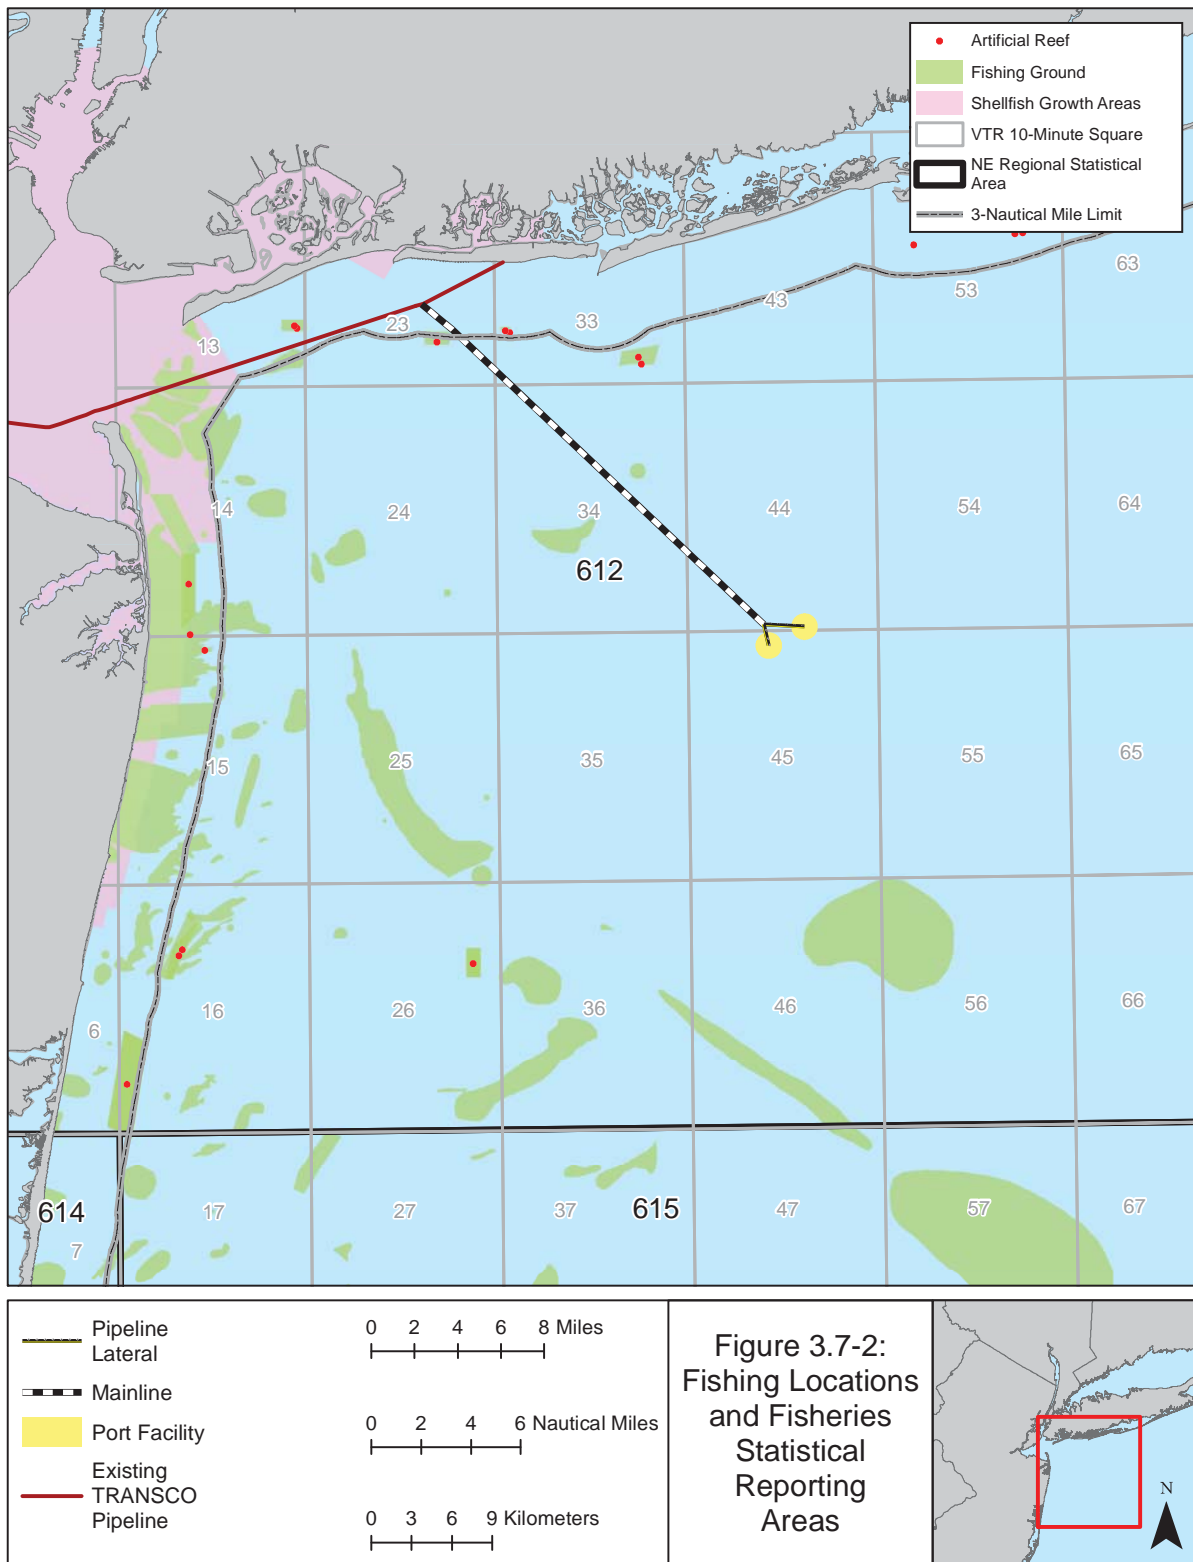 Artificial Reef
Fishing Ground
Shellfish Growth Areas
VTR 10-Minute Square
NE Regional Statistical
Area
3-Nautical Mile Limit
63
53
43
33
23
13
14
24
34
44
54
64
612
15
25
35
45
55
65
6
16
26
36
46
56
66
614
7
17
27
37
615
47
57
67
Pipeline
Lateral
Mainline
Port Facility
Existing
TRANSCO
Pipeline
0 2 4 6 8 Miles
0 2 4 6 Nautical Miles
0 3 6 9 Kilometers
Figure 3.7-2:
Fishing Locations
and Fisheries
Statistical
Reporting
Areas
N